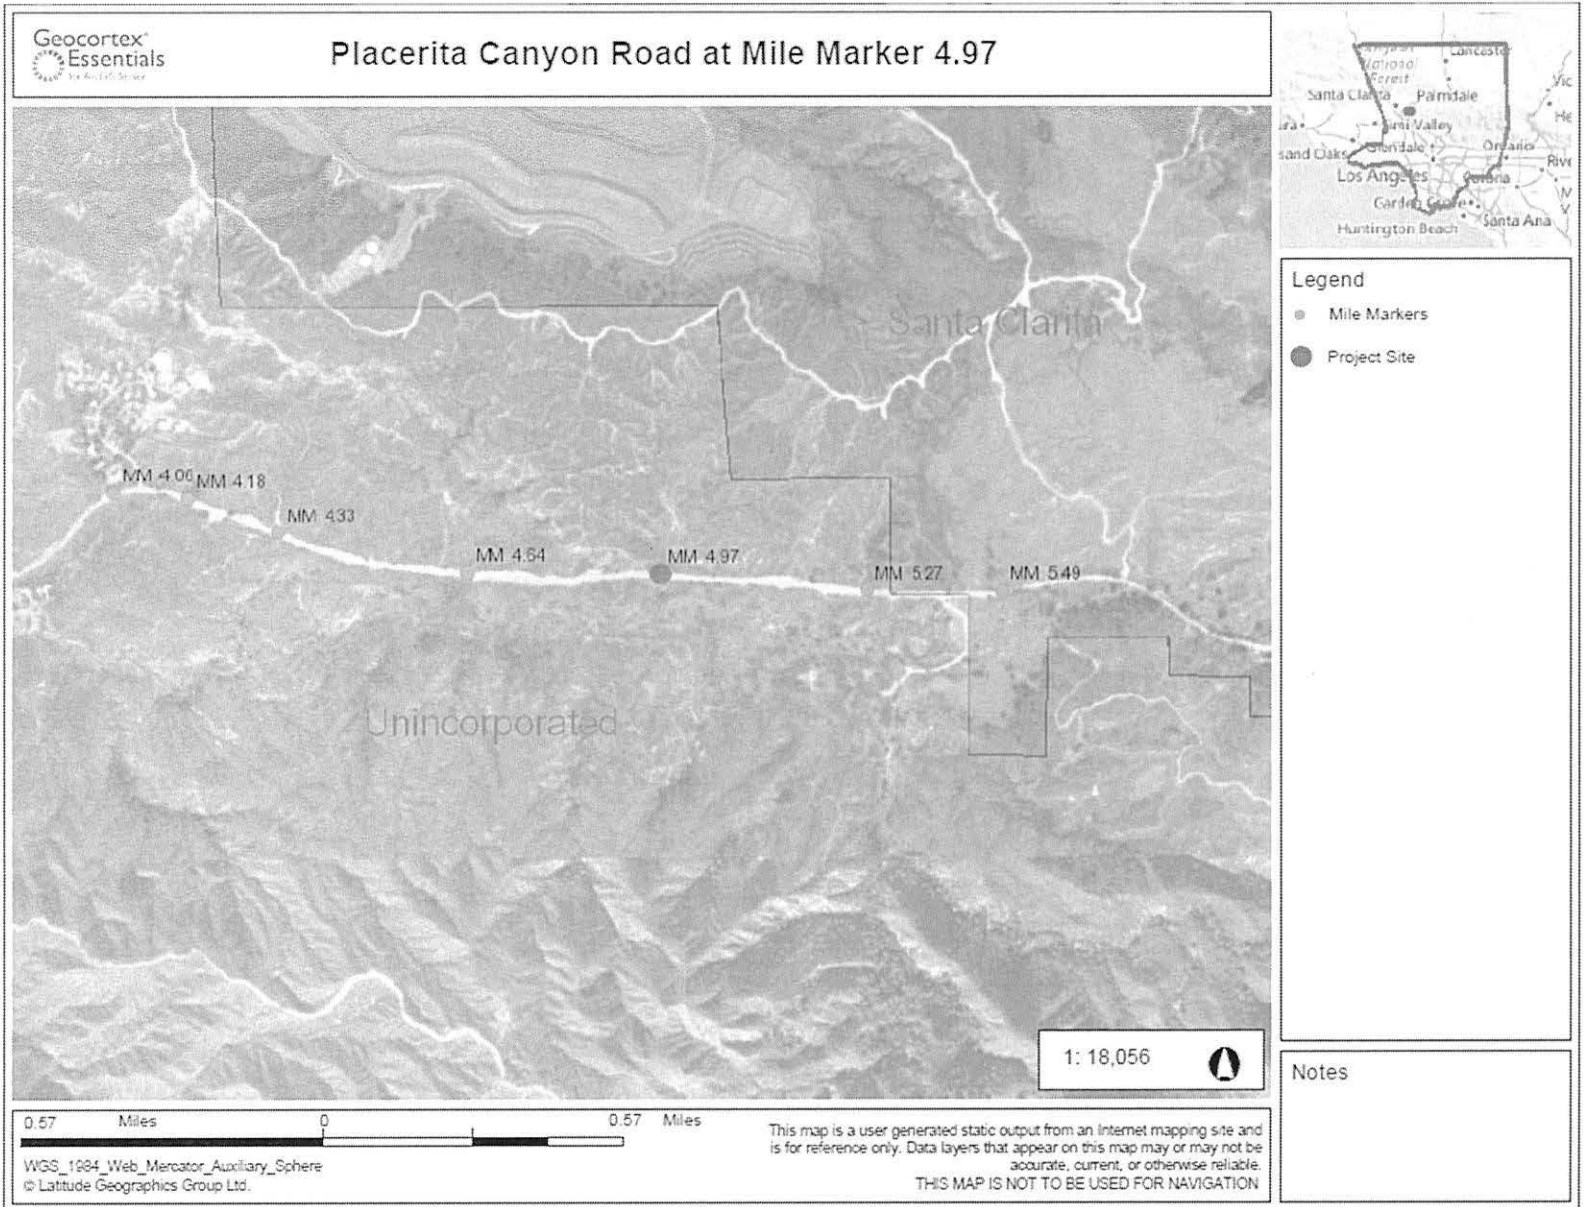 Geocortex
Essentials
for ArcGIS Server
Placerita Canyon Road at Mile Marker 4.97
Lancaster
National
Forest
Santa Clarita
Palmdale
Simi Valley
sand Oaks
Glendale
Ontario
Los Angeles
Garden Grove
Santa Ana
Huntington Beach
Legend
Mile Markers
Project Site
Santa Clarita
MM 4.06
MM 4.18
MM 4.33
MM 4.64
MM 4.97
MM 5.27
MM 5.49
Unincorporated
1: 18,056
Notes
0.57 Miles 0 0.57 Miles
WGS_1984_Web_Mercator_Auxiliary_Sphere
© Latitude Geographics Group Ltd.
This map is a user generated static output from an Internet mapping site and
is for reference only. Data layers that appear on this map may or may not be
accurate, current, or otherwise reliable.
THIS MAP IS NOT TO BE USED FOR NAVIGATION